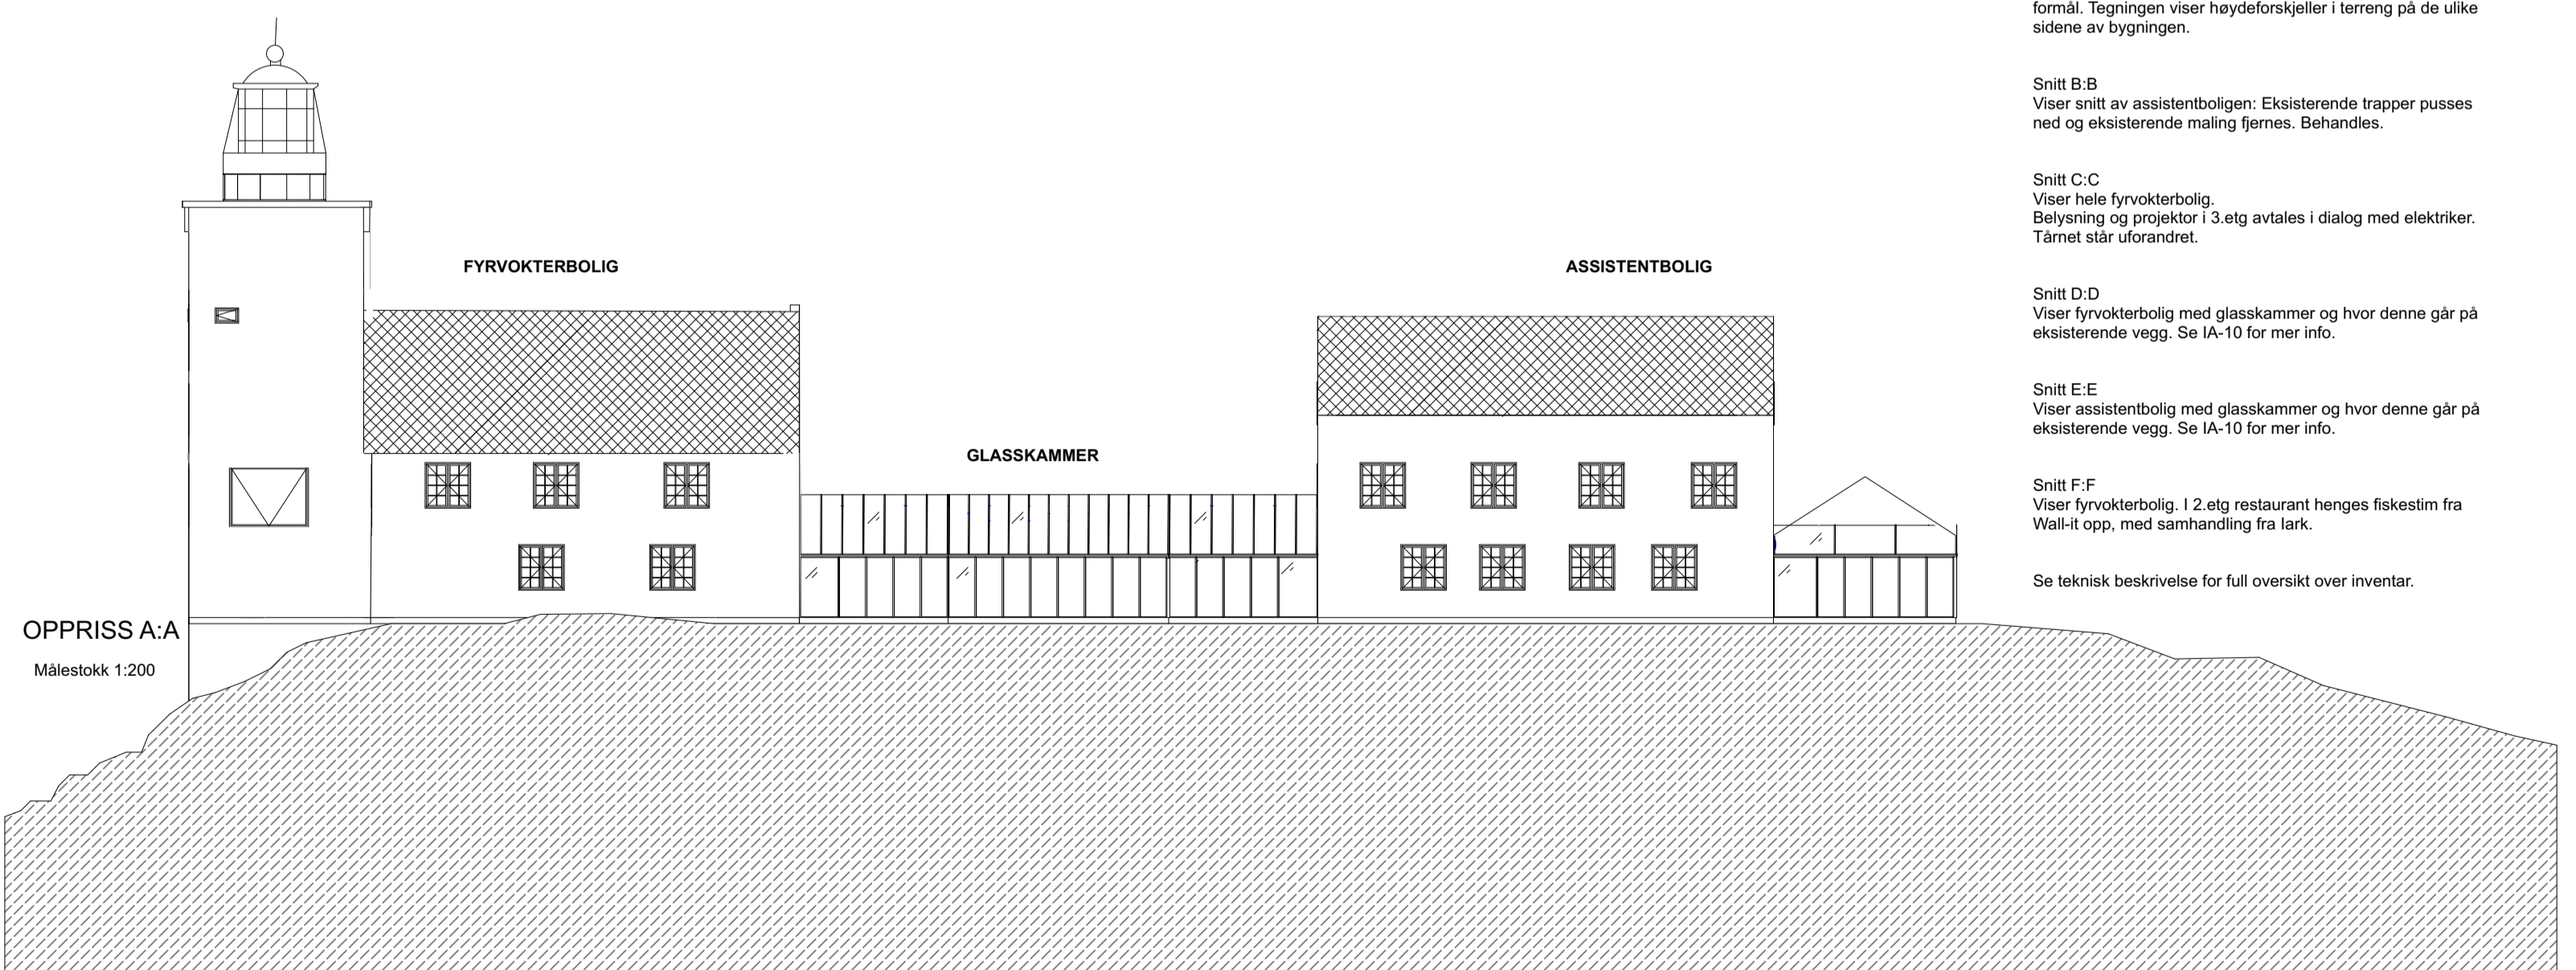 FYRVOKTERBOLIG
ASSISTENTBOLIG
GLASSKAMMER
OPPRISS A:A
Målestokk 1:200
formål. Tegningen viser høydeforskjeller i terreng på de ulike
sidene av bygningen.
Snitt B:B
Viser snitt av assistentboligen: Eksisterende trapper pusses
ned og eksisterende maling fjernes. Behandles.
Snitt C:C
Viser hele fyrvokterbolig.
Belysning og projektor i 3.etg avtales i dialog med elektriker.
Tårnet står uforandret.
Snitt D:D
Viser fyrvokterbolig med glasskammer og hvor denne går på
eksisterende vegg. Se IA-10 for mer info.
Snitt E:E
Viser assistentbolig med glasskammer og hvor denne går på
eksisterende vegg. Se IA-10 for mer info.
Snitt F:F
Viser fyrvokterbolig. I 2.etg restaurant henges fiskestim fra
Wall-it opp, med samhandling fra Iark.
Se teknisk beskrivelse for full oversikt over inventar.